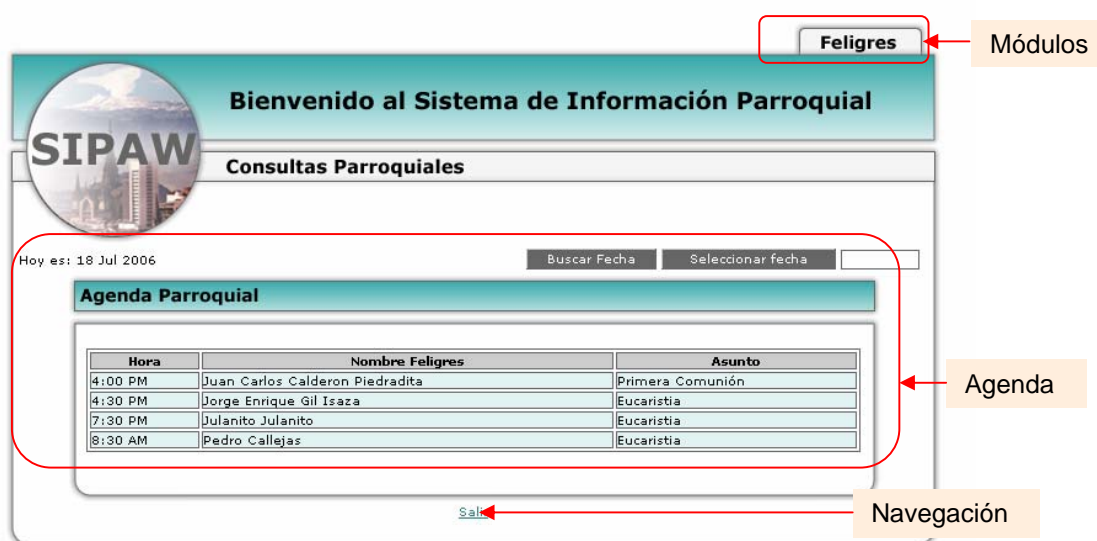 Feligres
Módulos
Bienvenido al Sistema de Información Parroquial
SIPAW
Consultas Parroquiales
Hoy es: 18 Jul 2006 Buscar Fecha Seleccionar fecha
Agenda Parroquial
Hora Nombre Feligres Asunto
4:00 PM Juan Carlos Calderon Piedradita Primera Comunión
4:30 PM Jorge Enrique Gil Isaza Eucaristia
7:30 PM Julanito Julanito Eucaristia
8:30 AM Pedro Callejas Eucaristia
Agenda
Navegación